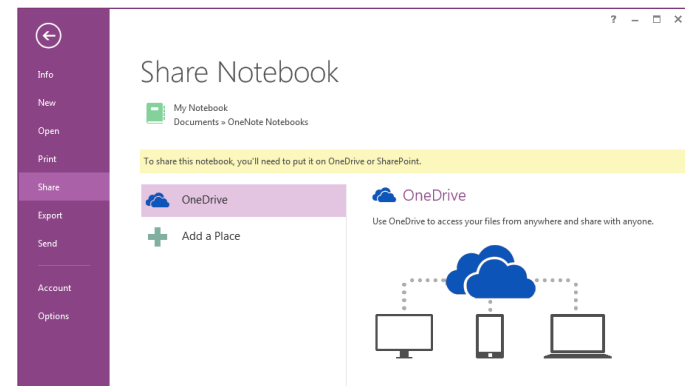 ?
Info
New
Open
Print
Share
Export
Send
Account
Options
Share Notebook
My Notebook
Documents » OneNote Notebooks
To share this notebook, you'll need to put it on OneDrive or SharePoint.
OneDrive
Add a Place
OneDrive
Use OneDrive to access your files from anywhere and share with anyone.